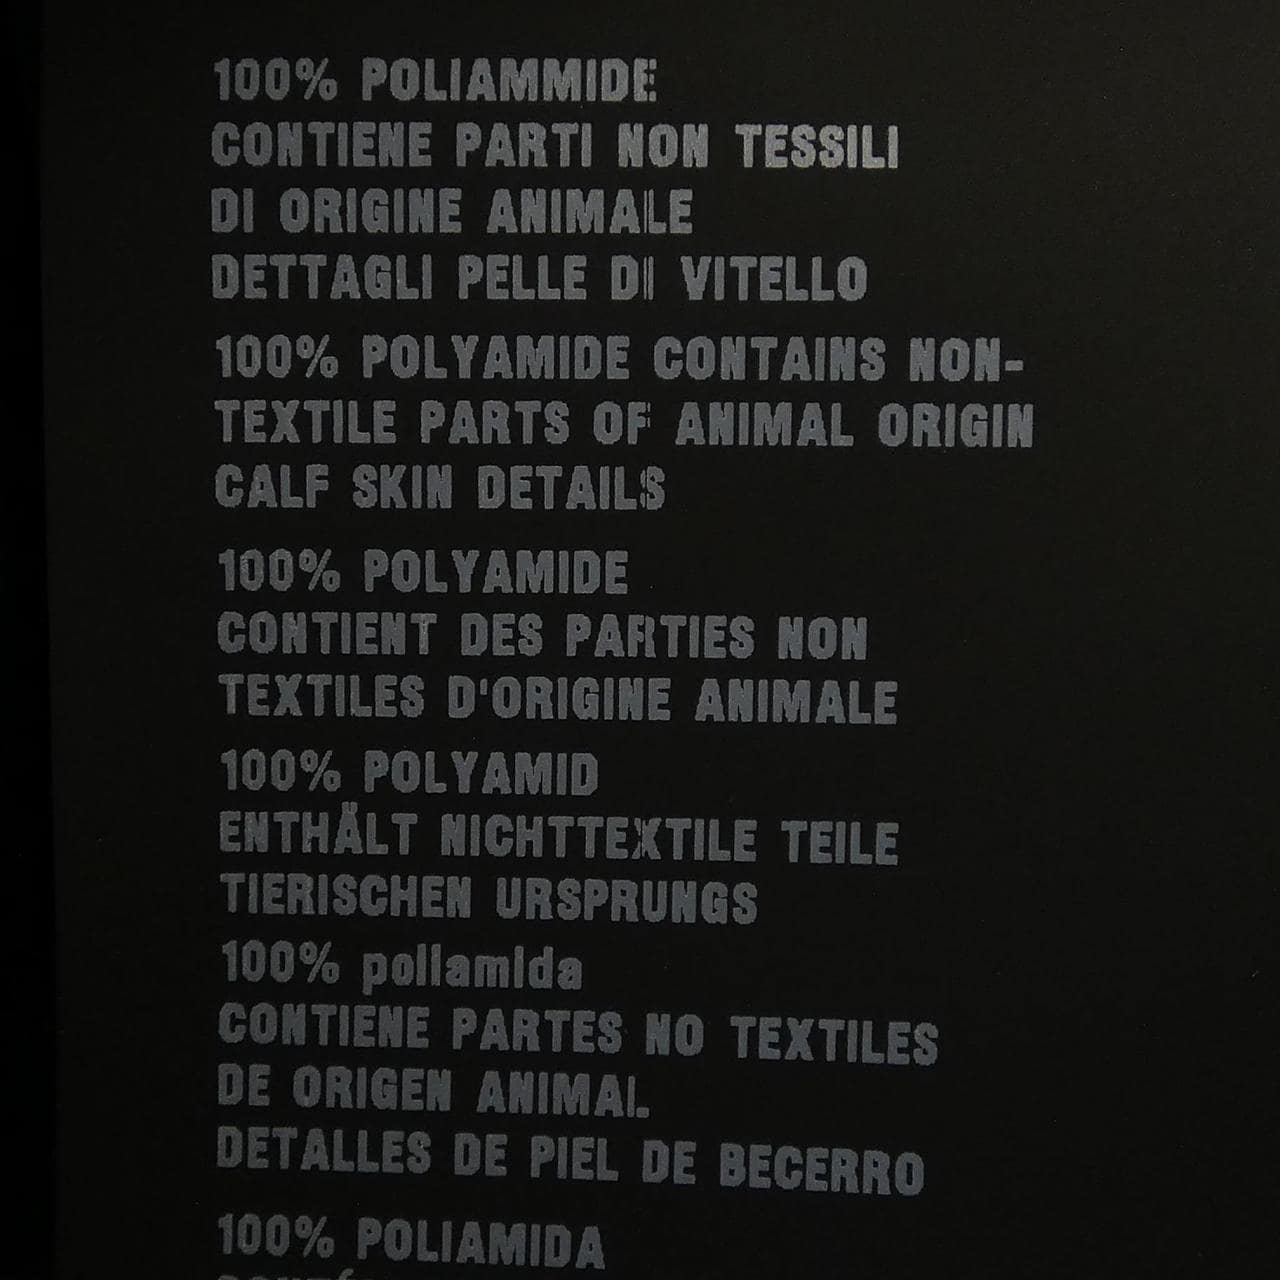 100% POLIAMMIDE
CONTIENE PARTI NON TESSILI
DI ORIGINE ANIMALE
DETTAGLI PELLE DI VITELLO
100% POLYAMIDE CONTAINS NON-
TEXTILE PARTS OF ANIMAL ORIGIN
CALF SKIN DETAILS
100% POLYAMIDE
CONTIENT DES PARTIES NON
TEXTILES D'ORIGINE ANIMALE
100% POLYAMID
ENTHÄLT NICHTTEXTILE TEILE
TIERISCHEN URSPRUNGS
100% poliamida
CONTIENE PARTES NO TEXTILES
DE ORIGEN ANIMAL
DETALLES DE PIEL DE BECERRO
100% POLIAMIDA